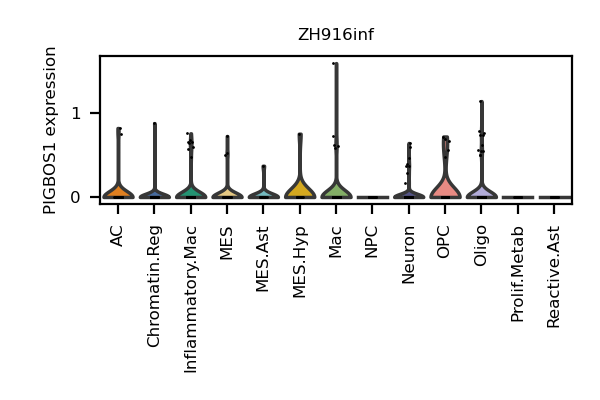 ZH916inf
PIGBOS1 expression
1
0
AC
Chromatin.Reg
Inflammatory.Mac
MES
MES.Ast
MES.Hyp
Mac
NPC
Neuron
OPC
Oligo
Prolif.Metab
Reactive.Ast